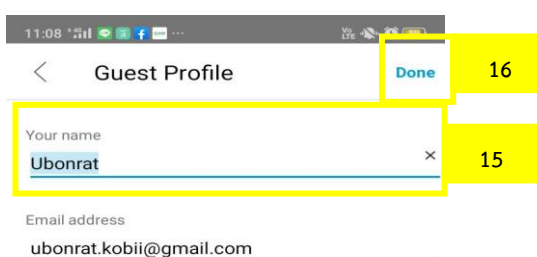 11:08
Guest Profile
Done
16
Your name
Ubonrat
15
Email address
ubonrat.kobii@gmail.com